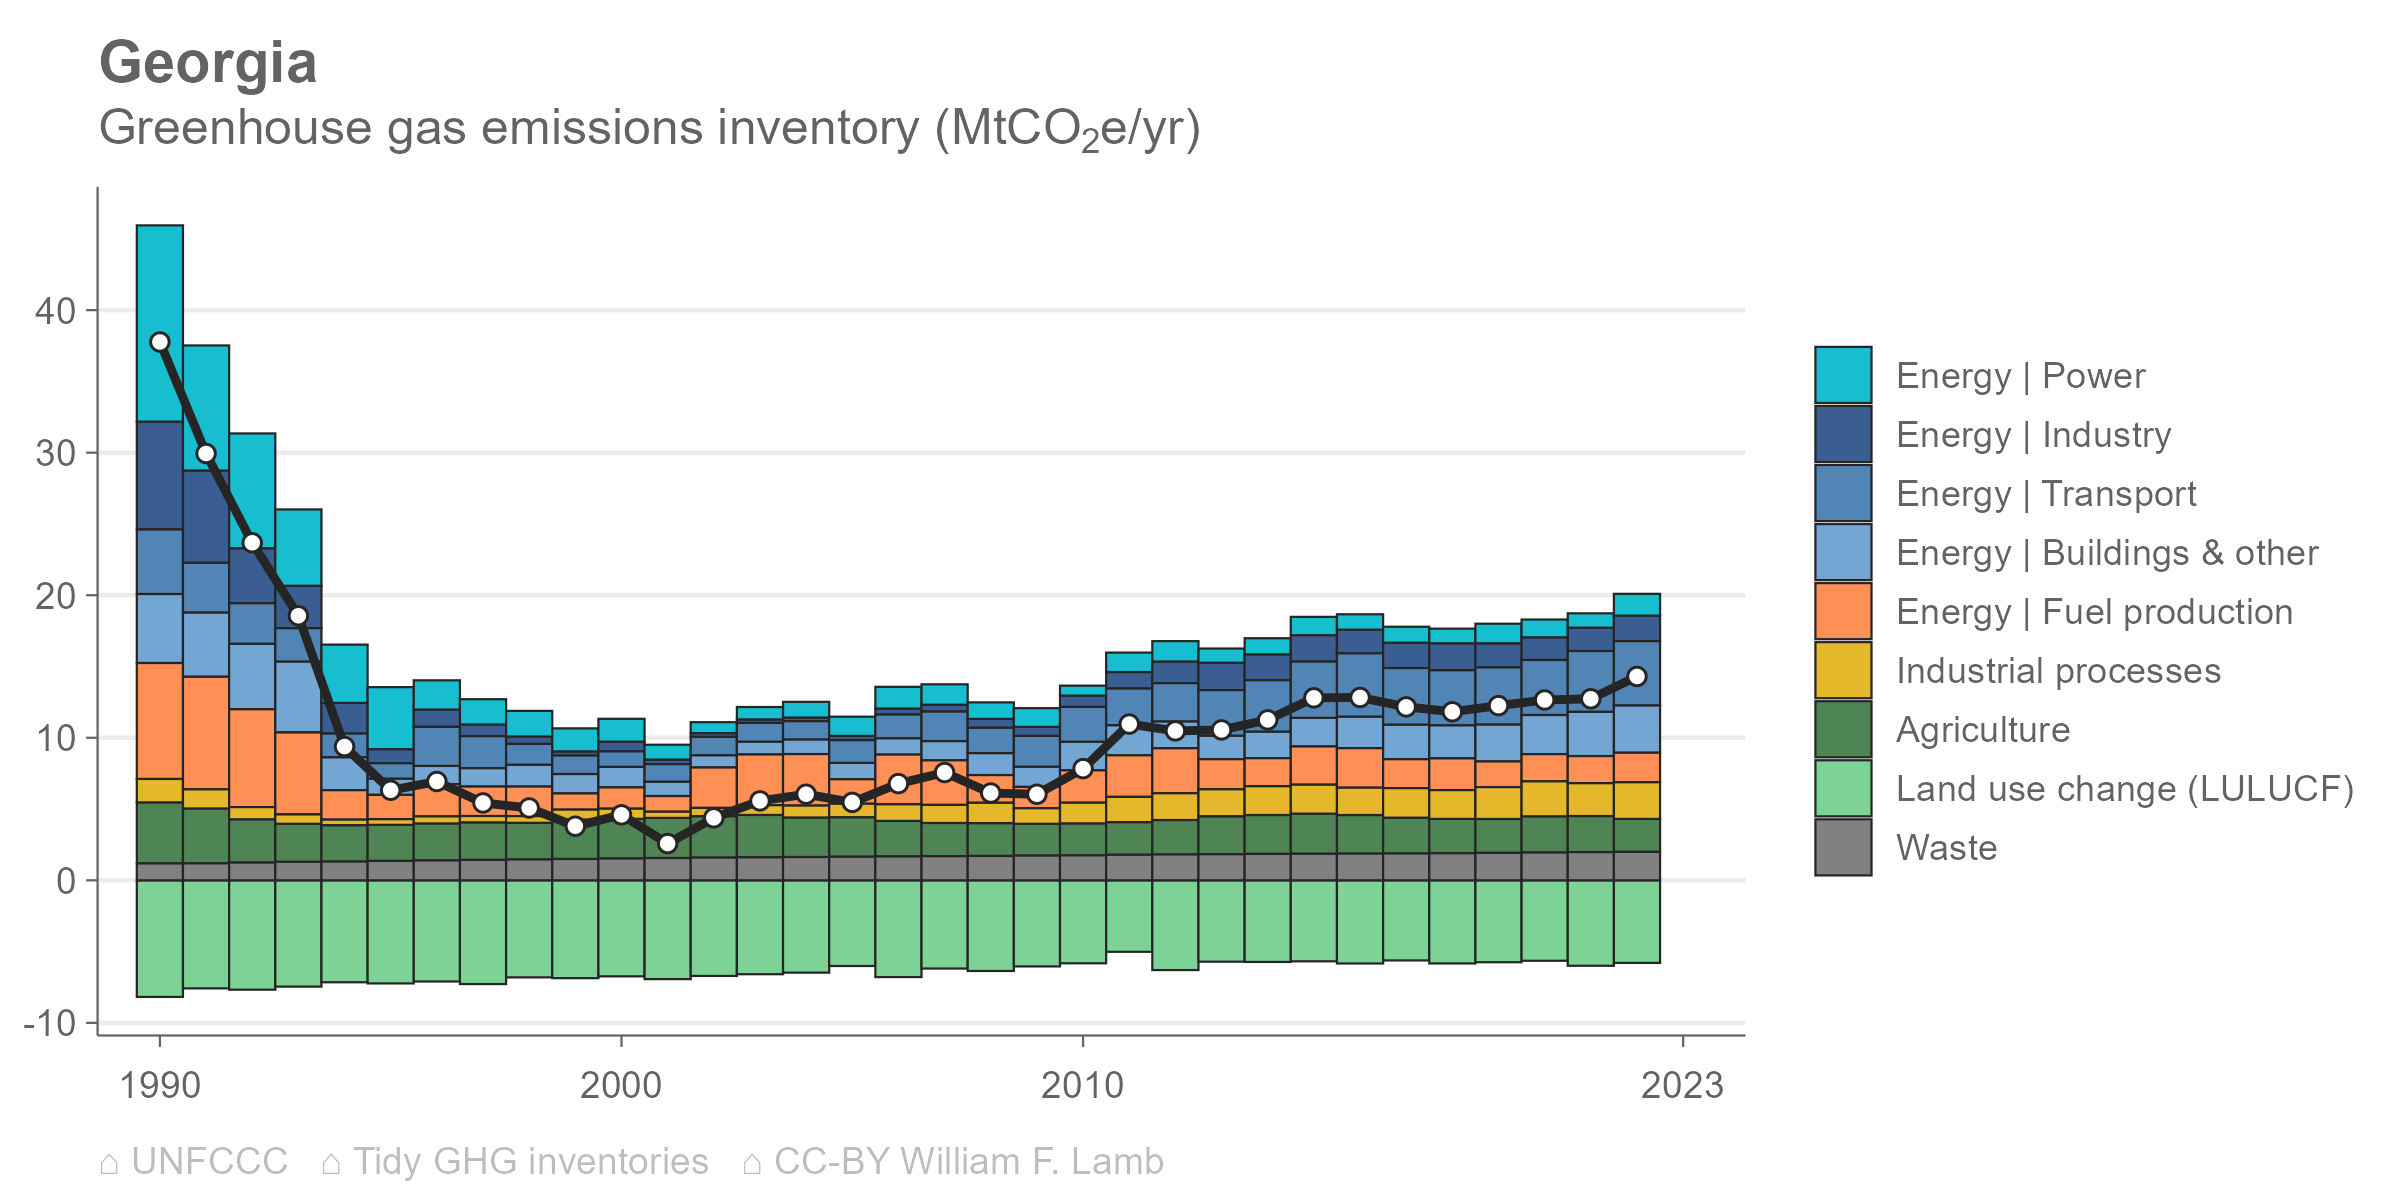 Georgia
Greenhouse gas emissions inventory (MtCO₂e/yr)
40
30
20
10
0
-10
1990
2000
2010
2023
Energy | Power
Energy | Industry
Energy | Transport
Energy | Buildings & other
Energy | Fuel production
Industrial processes
Agriculture
Land use change (LULUCF)
Waste
⌂ UNFCCC ⌂ Tidy GHG inventories ⌂ CC-BY William F. Lamb